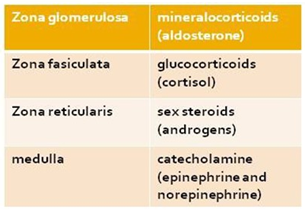 Zona glomerulosa mineralocorticoids
(aldosterone)
Zona fasiculata glucocorticoids
(cortisol)
Zona reticularis sex steroids
(androgens)
medulla catecholamine
(epinephrine and
norepinephrine)